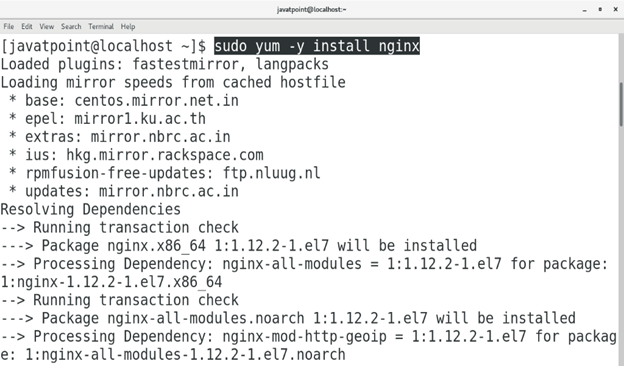 javatpoint@localhost:~
File Edit View Search Terminal Help
[javatpoint@localhost ~]$ sudo yum -y install nginx
Loaded plugins: fastestmirror, langpacks
Loading mirror speeds from cached hostfile
 * base: centos.mirror.net.in
 * epel: mirror1.ku.ac.th
 * extras: mirror.nbrc.ac.in
 * ius: hkg.mirror.rackspace.com
 * rpmfusion-free-updates: ftp.nluug.nl
 * updates: mirror.nbrc.ac.in
Resolving Dependencies
--> Running transaction check
---> Package nginx.x86_64 1:1.12.2-1.el7 will be installed
--> Processing Dependency: nginx-all-modules = 1:1.12.2-1.el7 for package:
1:nginx-1.12.2-1.el7.x86_64
--> Running transaction check
---> Package nginx-all-modules.noarch 1:1.12.2-1.el7 will be installed
--> Processing Dependency: nginx-mod-http-geoip = 1:1.12.2-1.el7 for packag
e: 1:nginx-all-modules-1.12.2-1.el7.noarch